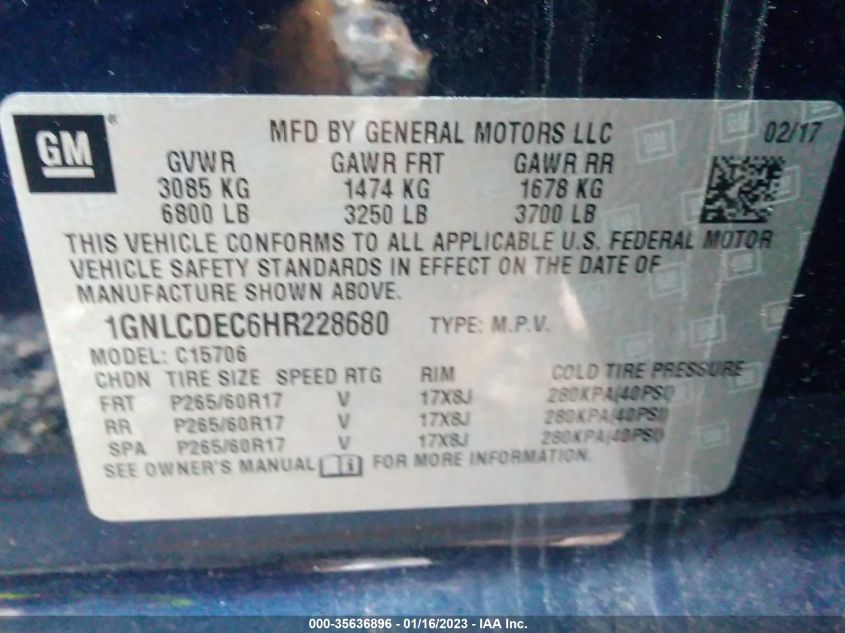 GM ®
MFD BY GENERAL MOTORS LLC 02/17
GVWR GAWR FRT GAWR RR
3085 KG 1474 KG 1678 KG
6800 LB 3250 LB 3700 LB
THIS VEHICLE CONFORMS TO ALL APPLICABLE U.S. FEDERAL MOTOR
VEHICLE SAFETY STANDARDS IN EFFECT ON THE DATE OF
MANUFACTURE SHOWN ABOVE.
1GNLCDEC6HR228680 TYPE: M.P.V.
MODEL: C15706
CHDN TIRE SIZE SPEED RTG RIM COLD TIRE PRESSURE
FRT P265/60R17 V 17X8J 280KPA(40PSI)
RR P265/60R17 V 17X8J 280KPA(40PSI)
SPA P265/60R17 V 17X8J 280KPA(40PSI)
SEE OWNER'S MANUAL FOR MORE INFORMATION.
000-35636896 - 01/16/2023 - IAA Inc.